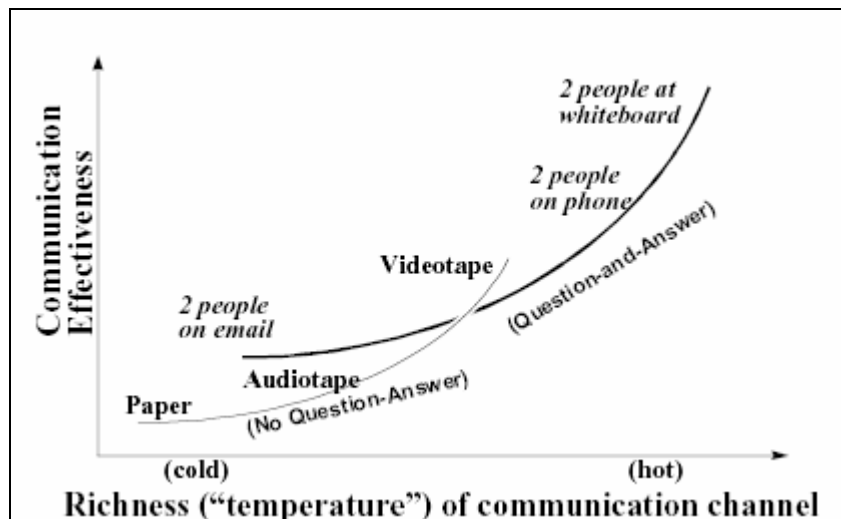 Communication
Effectiveness
2 people at
whiteboard
2 people
on phone
(Question-and-Answer)
Videotape
2 people
on email
Audiotape
(No Question-Answer)
Paper
(cold)
(hot)
Richness (“temperature”) of communication channel